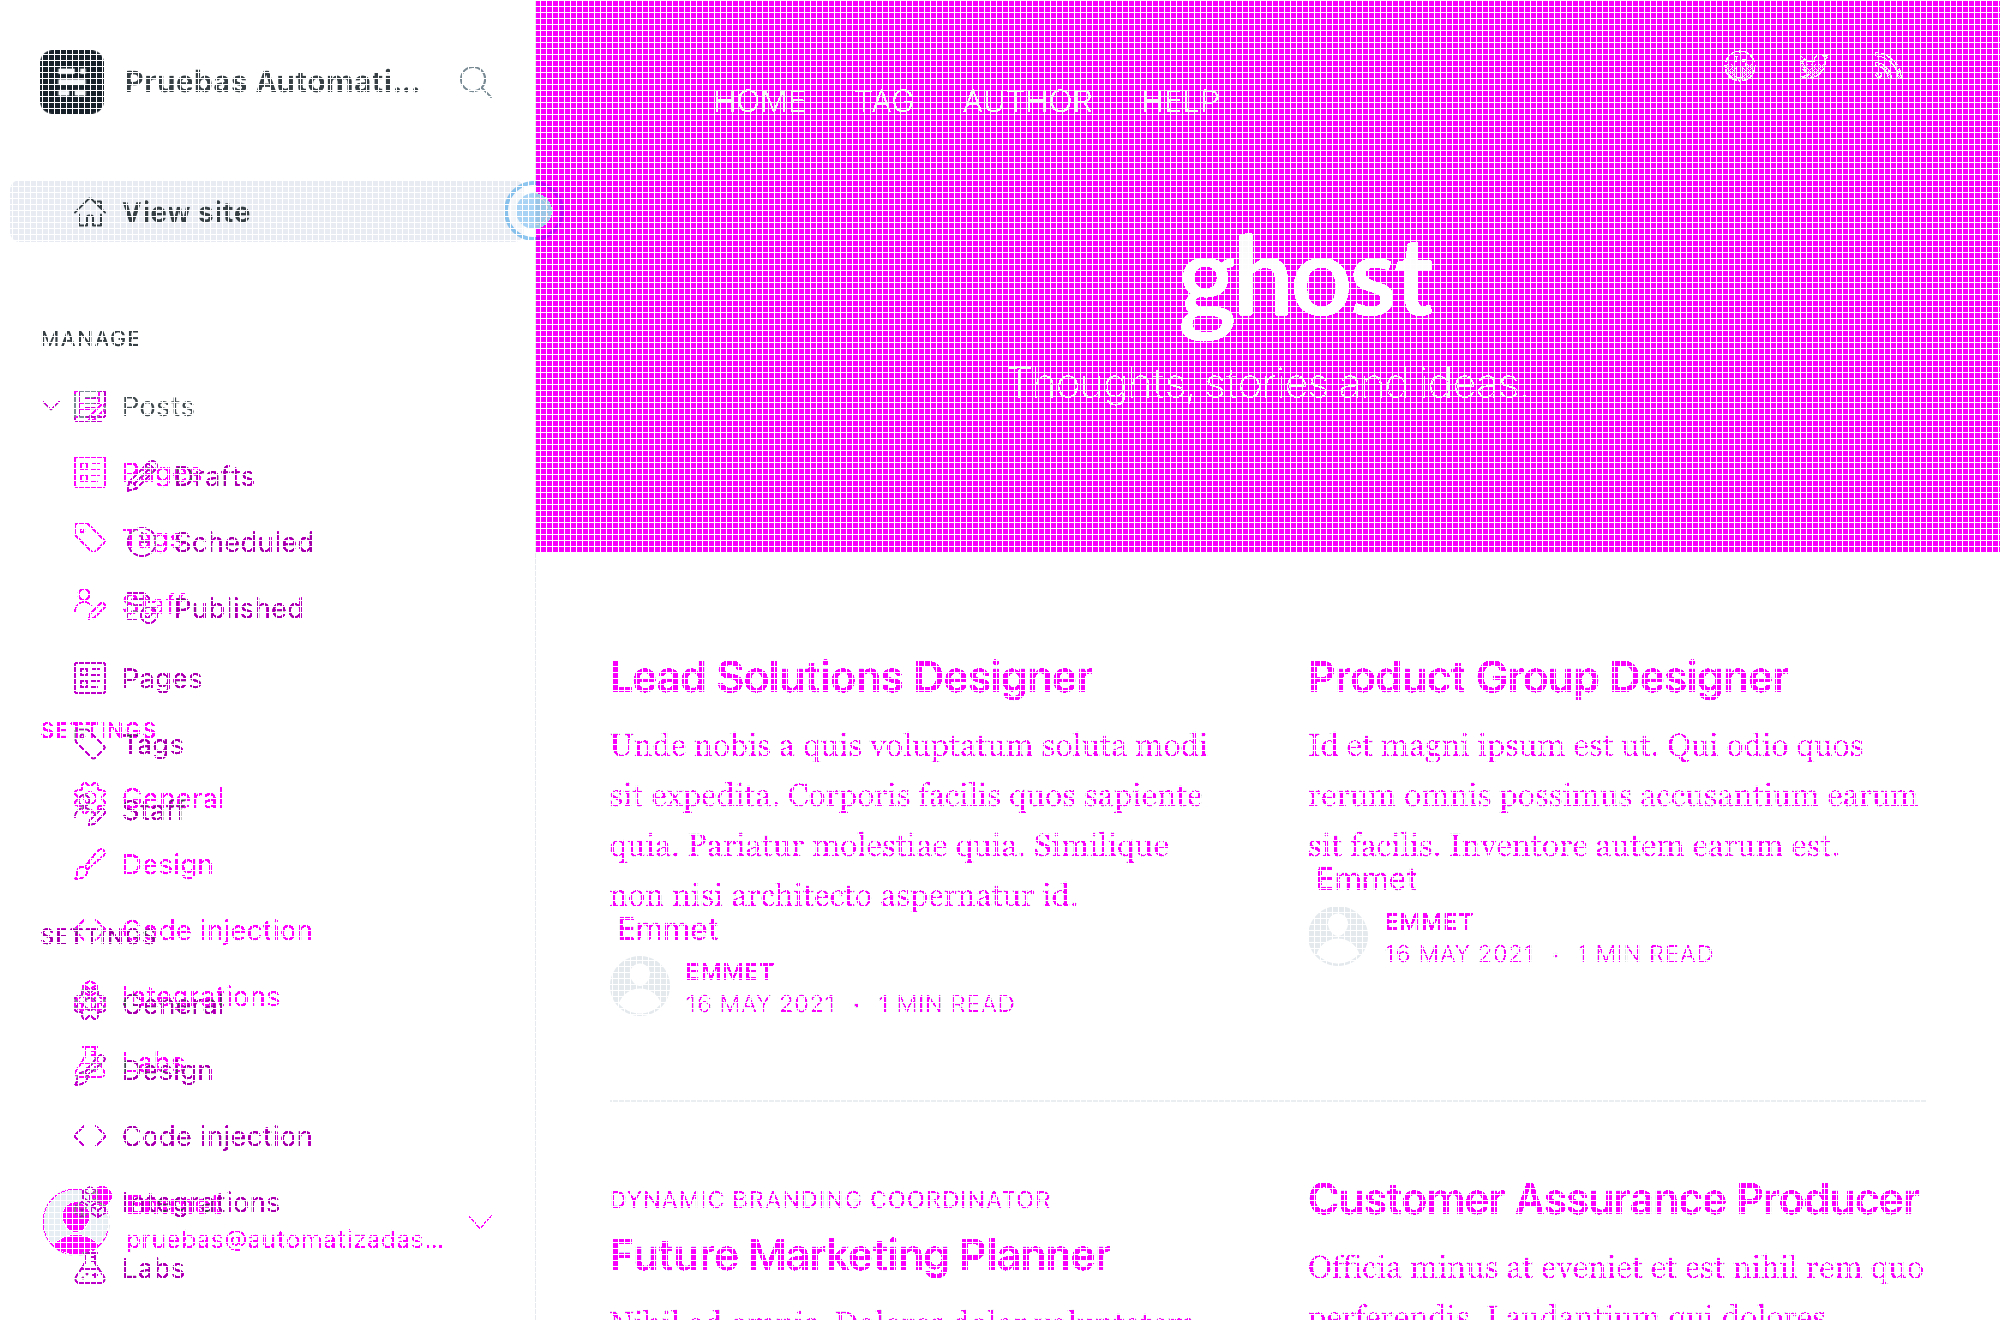 Pruebas Automati...
View site
MANAGE
Posts
Pages
Drafts
Tags
Scheduled
Staff
Published
Pages
SETTINGS
Tags
General
Staff
Design
Code injection
SETTINGS
Integrations
General
Labs
Design
Code injection
Integrations
pruebas@automatizadas...
Labs
HOME TAG AUTHOR HELP
ghost
Thoughts, stories and ideas
Lead Solutions Designer
Unde nobis a quis voluptatum soluta modi
sit expedita. Corporis facilis quos sapiente
quia. Pariatur molestiae quia. Similique
non nisi architecto aspernatur id.
Emmet
EMMET
16 MAY 2021 · 1 MIN READ
Product Group Designer
Id et magni ipsum est ut. Qui odio quos
rerum omnis possimus accusantium earum
sit facilis. Inventore autem earum est.
Emmet
EMMET
16 MAY 2021 · 1 MIN READ
DYNAMIC BRANDING COORDINATOR
Future Marketing Planner
Nihil ad omnis. Dolores dolor voluptatem
Customer Assurance Producer
Officia minus at eveniet et est nihil rem quo
perferendis. Laudantium qui dolores